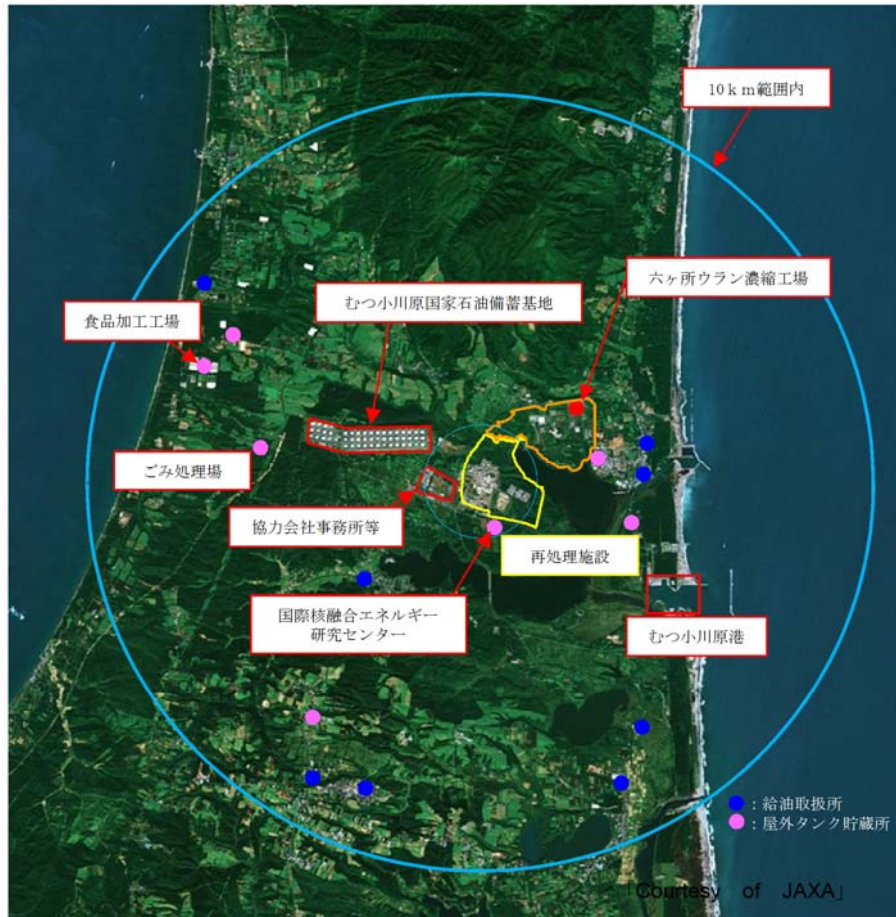 10ｋｍ範囲内
六ヶ所ウラン濃縮工場
むつ小川原国家石油備蓄基地
食品加工工場
ごみ処理場
協力会社事務所等
再処理施設
国際核融合エネルギー
研究センター
むつ小川原港
：給油取扱所
：屋外タンク貯蔵所
「Courtesy of JAXA」